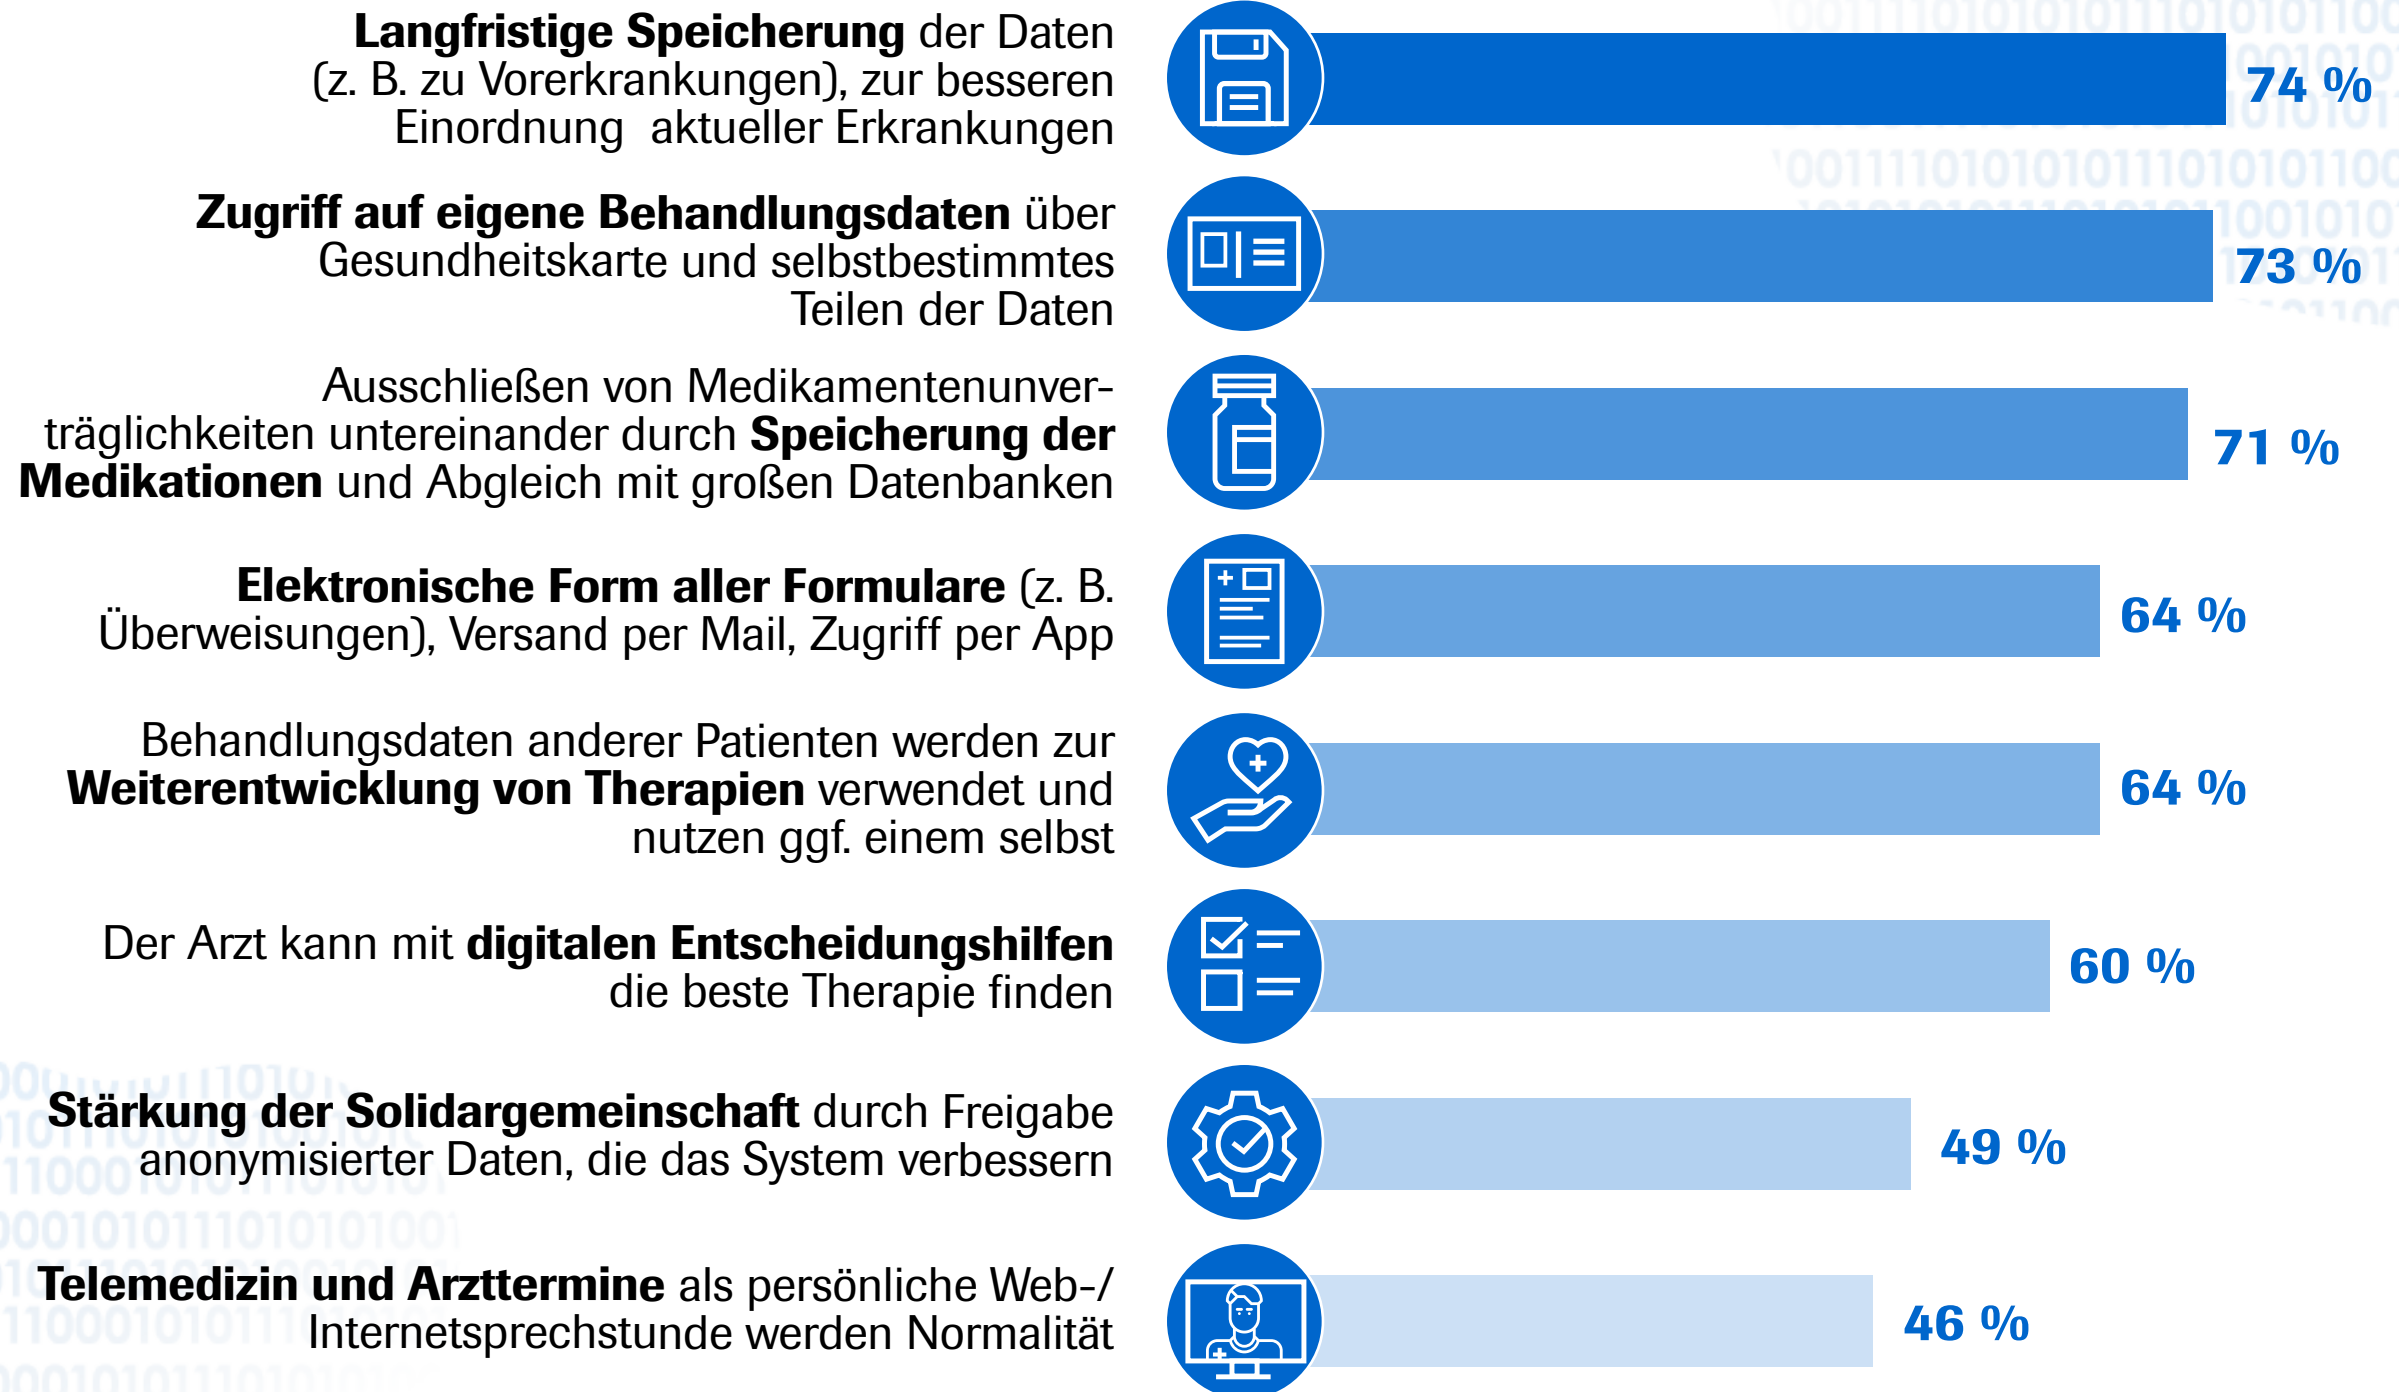 Langfristige Speicherung der Daten
(z. B. zu Vorerkrankungen), zur besseren
Einordnung aktueller Erkrankungen
74 %
Zugriff auf eigene Behandlungsdaten über
Gesundheitskarte und selbstbestimmtes
Teilen der Daten
73 %
Ausschließen von Medikamentenunver-
träglichkeiten untereinander durch Speicherung der
Medikationen und Abgleich mit großen Datenbanken
71 %
Elektronische Form aller Formulare (z. B.
Überweisungen), Versand per Mail, Zugriff per App
64 %
Behandlungsdaten anderer Patienten werden zur
Weiterentwicklung von Therapien verwendet und
nutzen ggf. einem selbst
64 %
Der Arzt kann mit digitalen Entscheidungshilfen
die beste Therapie finden
60 %
Stärkung der Solidargemeinschaft durch Freigabe
anonymisierter Daten, die das System verbessern
49 %
Telemedizin und Arzttermine als persönliche Web-/
Internetsprechstunde werden Normalität
46 %